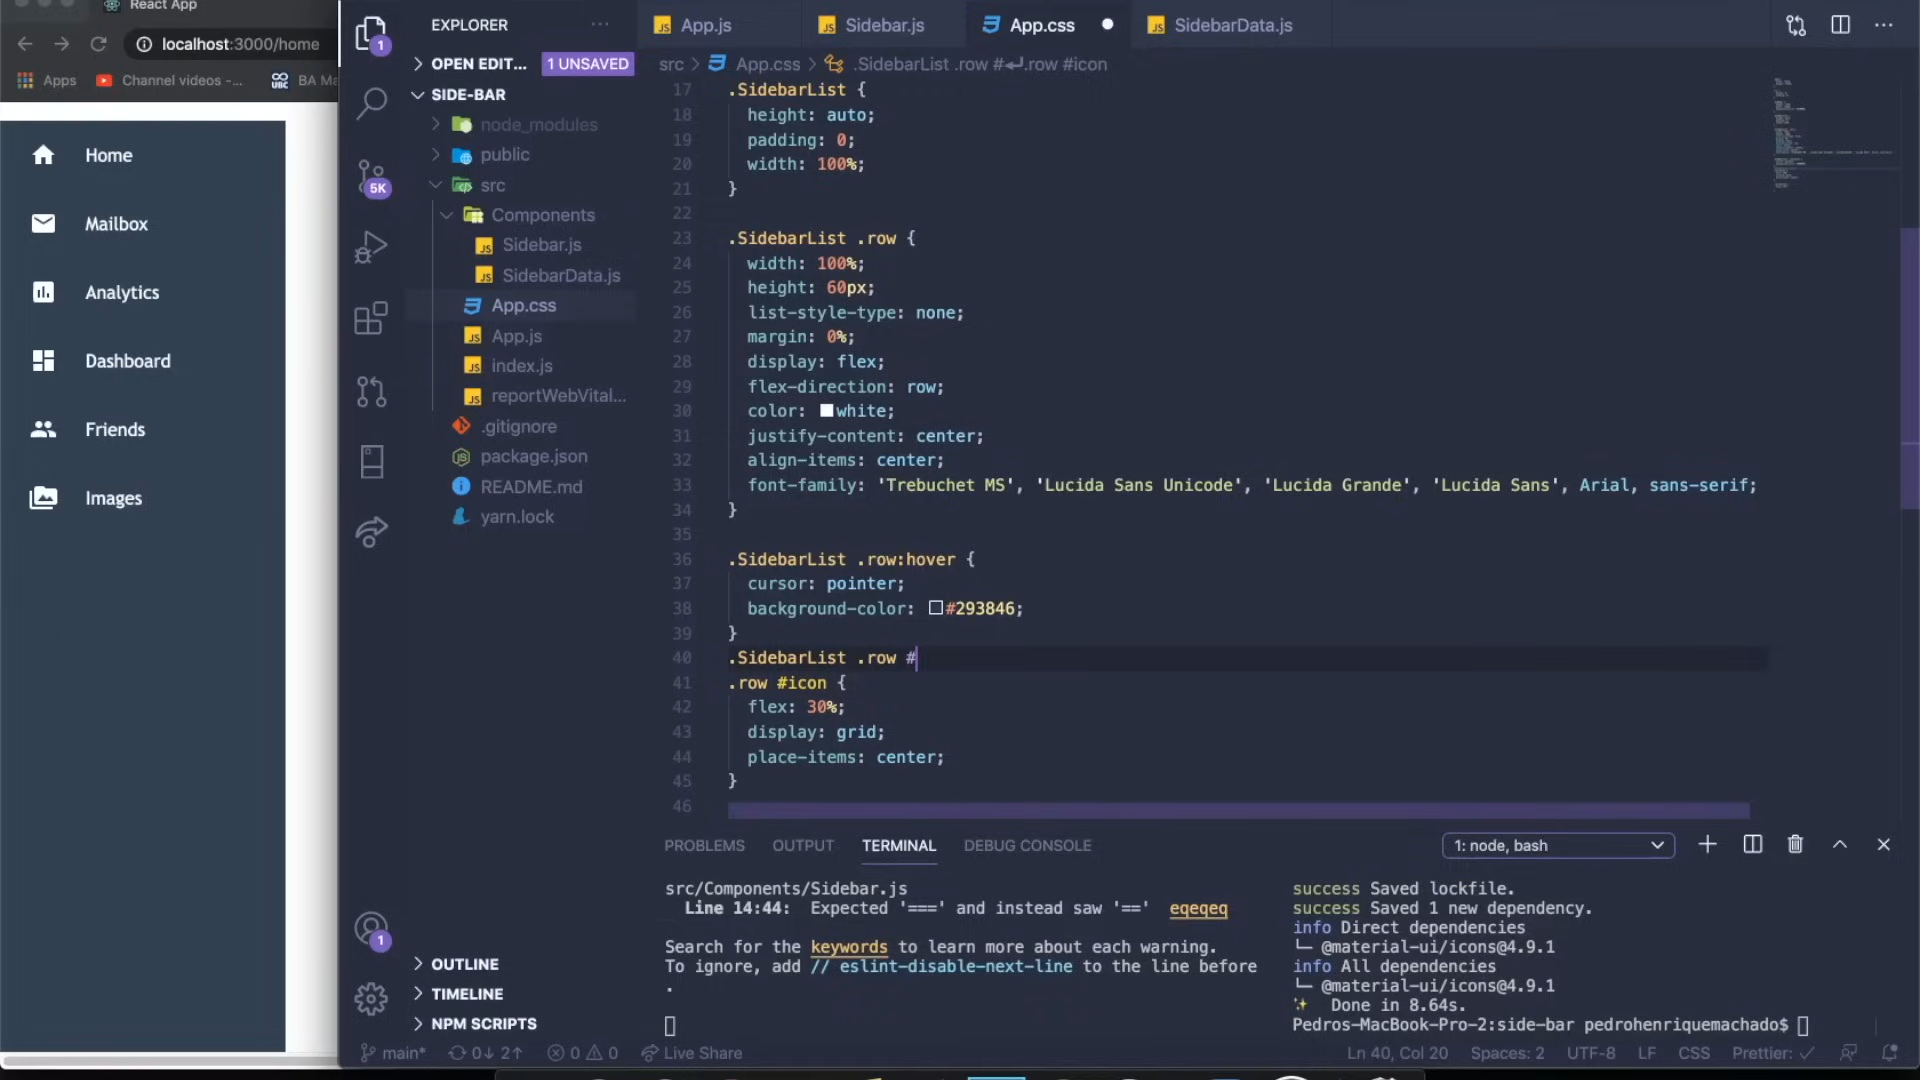 React App
localhost:3000/home
Apps
Channel videos -...
UBC
BA Ma
Home
Mailbox
Analytics
Dashboard
Friends
Images
1
5K
1
EXPLORER
...
OPEN EDIT...
1 UNSAVED
SIDE-BAR
node_modules
public
src
Components
JS Sidebar.js
JS SidebarData.js
App.css
JS App.js
JS index.js
JS reportWebVital...
.gitignore
package.json
README.md
yarn.lock
OUTLINE
TIMELINE
NPM SCRIPTS
JS App.js
JS Sidebar.js
App.css
JS SidebarData.js
src > App.css > .SidebarList .row #↵.row #icon
17 .SidebarList {
18 height: auto;
19 padding: 0;
20 width: 100%;
21 }
22
23 .SidebarList .row {
24 width: 100%;
25 height: 60px;
26 list-style-type: none;
27 margin: 0%;
28 display: flex;
29 flex-direction: row;
30 color: white;
31 justify-content: center;
32 align-items: center;
33 font-family: 'Trebuchet MS', 'Lucida Sans Unicode', 'Lucida Grande', 'Lucida Sans', Arial, sans-serif;
34 }
35
36 .SidebarList .row:hover {
37 cursor: pointer;
38 background-color: #293846;
39 }
40 .SidebarList .row #
41 .row #icon {
42 flex: 30%;
43 display: grid;
44 place-items: center;
45 }
46
PROBLEMS
OUTPUT
TERMINAL
DEBUG CONSOLE
1: node, bash
src/Components/Sidebar.js
Line 14:44: Expected '===' and instead saw '==' eqeqeq
Search for the keywords to learn more about each warning.
To ignore, add // eslint-disable-next-line to the line before
.
success Saved lockfile.
success Saved 1 new dependency.
info Direct dependencies
└─ @material-ui/icons@4.9.1
info All dependencies
└─ @material-ui/icons@4.9.1
✨ Done in 8.64s.
Pedros-MacBook-Pro-2:side-bar pedrohenriquemachado$
main*
0↓ 2↑
0
0
Live Share
Ln 40, Col 20
Spaces: 2
UTF-8
LF
CSS
Prettier: ✓